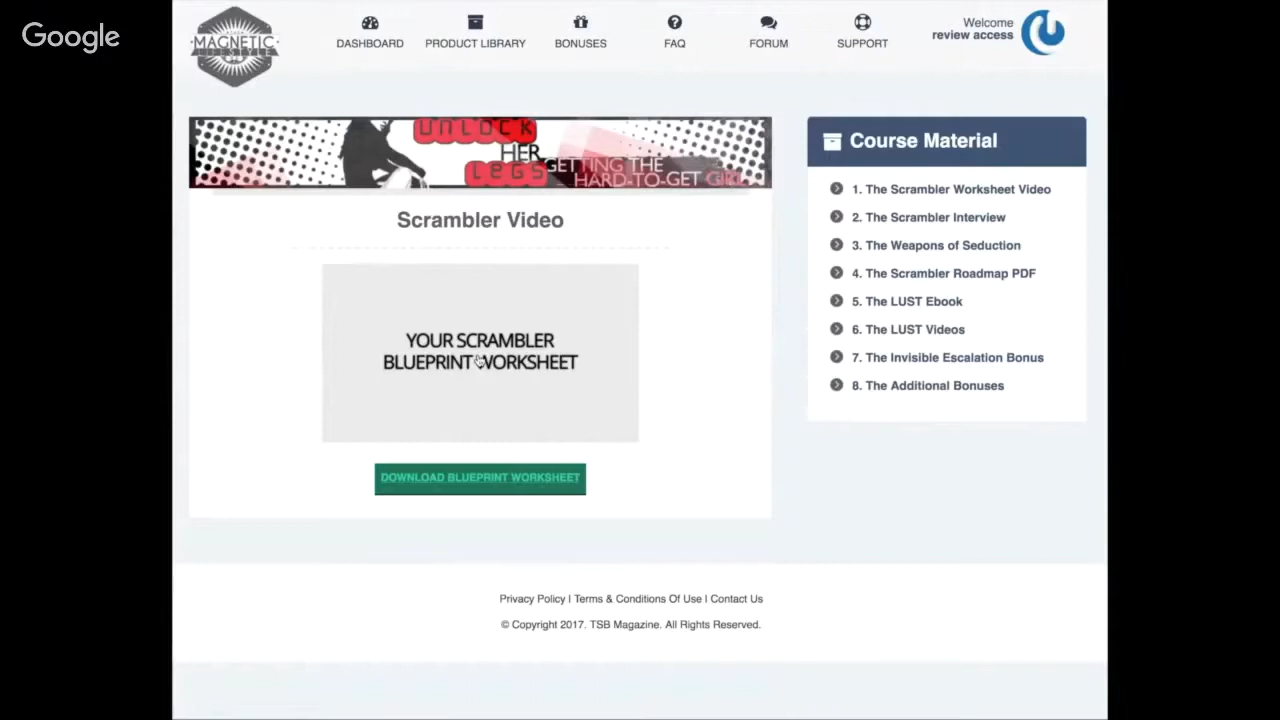 Google
MAGNETIC
LIFESTYLE
DASHBOARD
PRODUCT LIBRARY
BONUSES
FAQ
FORUM
SUPPORT
Welcome
review access
UNLOCK
HER
LEGS
GETTING THE
HARD-TO-GET GIRL
Scrambler Video
YOUR SCRAMBLER
BLUEPRINT WORKSHEET
DOWNLOAD BLUEPRINT WORKSHEET
Course Material
1. The Scrambler Worksheet Video
2. The Scrambler Interview
3. The Weapons of Seduction
4. The Scrambler Roadmap PDF
5. The LUST Ebook
6. The LUST Videos
7. The Invisible Escalation Bonus
8. The Additional Bonuses
Privacy Policy | Terms & Conditions Of Use | Contact Us
© Copyright 2017. TSB Magazine. All Rights Reserved.